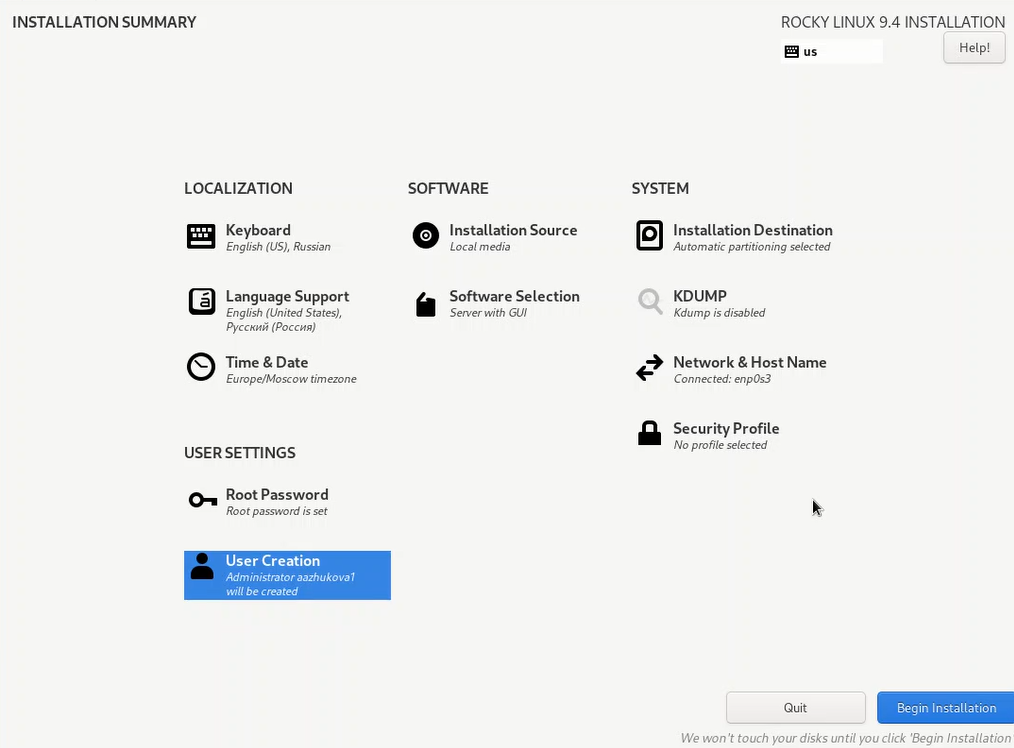 INSTALLATION SUMMARY
ROCKY LINUX 9.4 INSTALLATION
us
Help!
LOCALIZATION
Keyboard
English (US), Russian
Language Support
English (United States),
Русский (Россия)
Time & Date
Europe/Moscow timezone
SOFTWARE
Installation Source
Local media
Software Selection
Server with GUI
SYSTEM
Installation Destination
Automatic partitioning selected
KDUMP
Kdump is disabled
Network & Host Name
Connected: enp0s3
Security Profile
No profile selected
USER SETTINGS
Root Password
Root password is set
User Creation
Administrator aazhukova1
will be created
Quit
Begin Installation
We won't touch your disks until you click 'Begin Installation